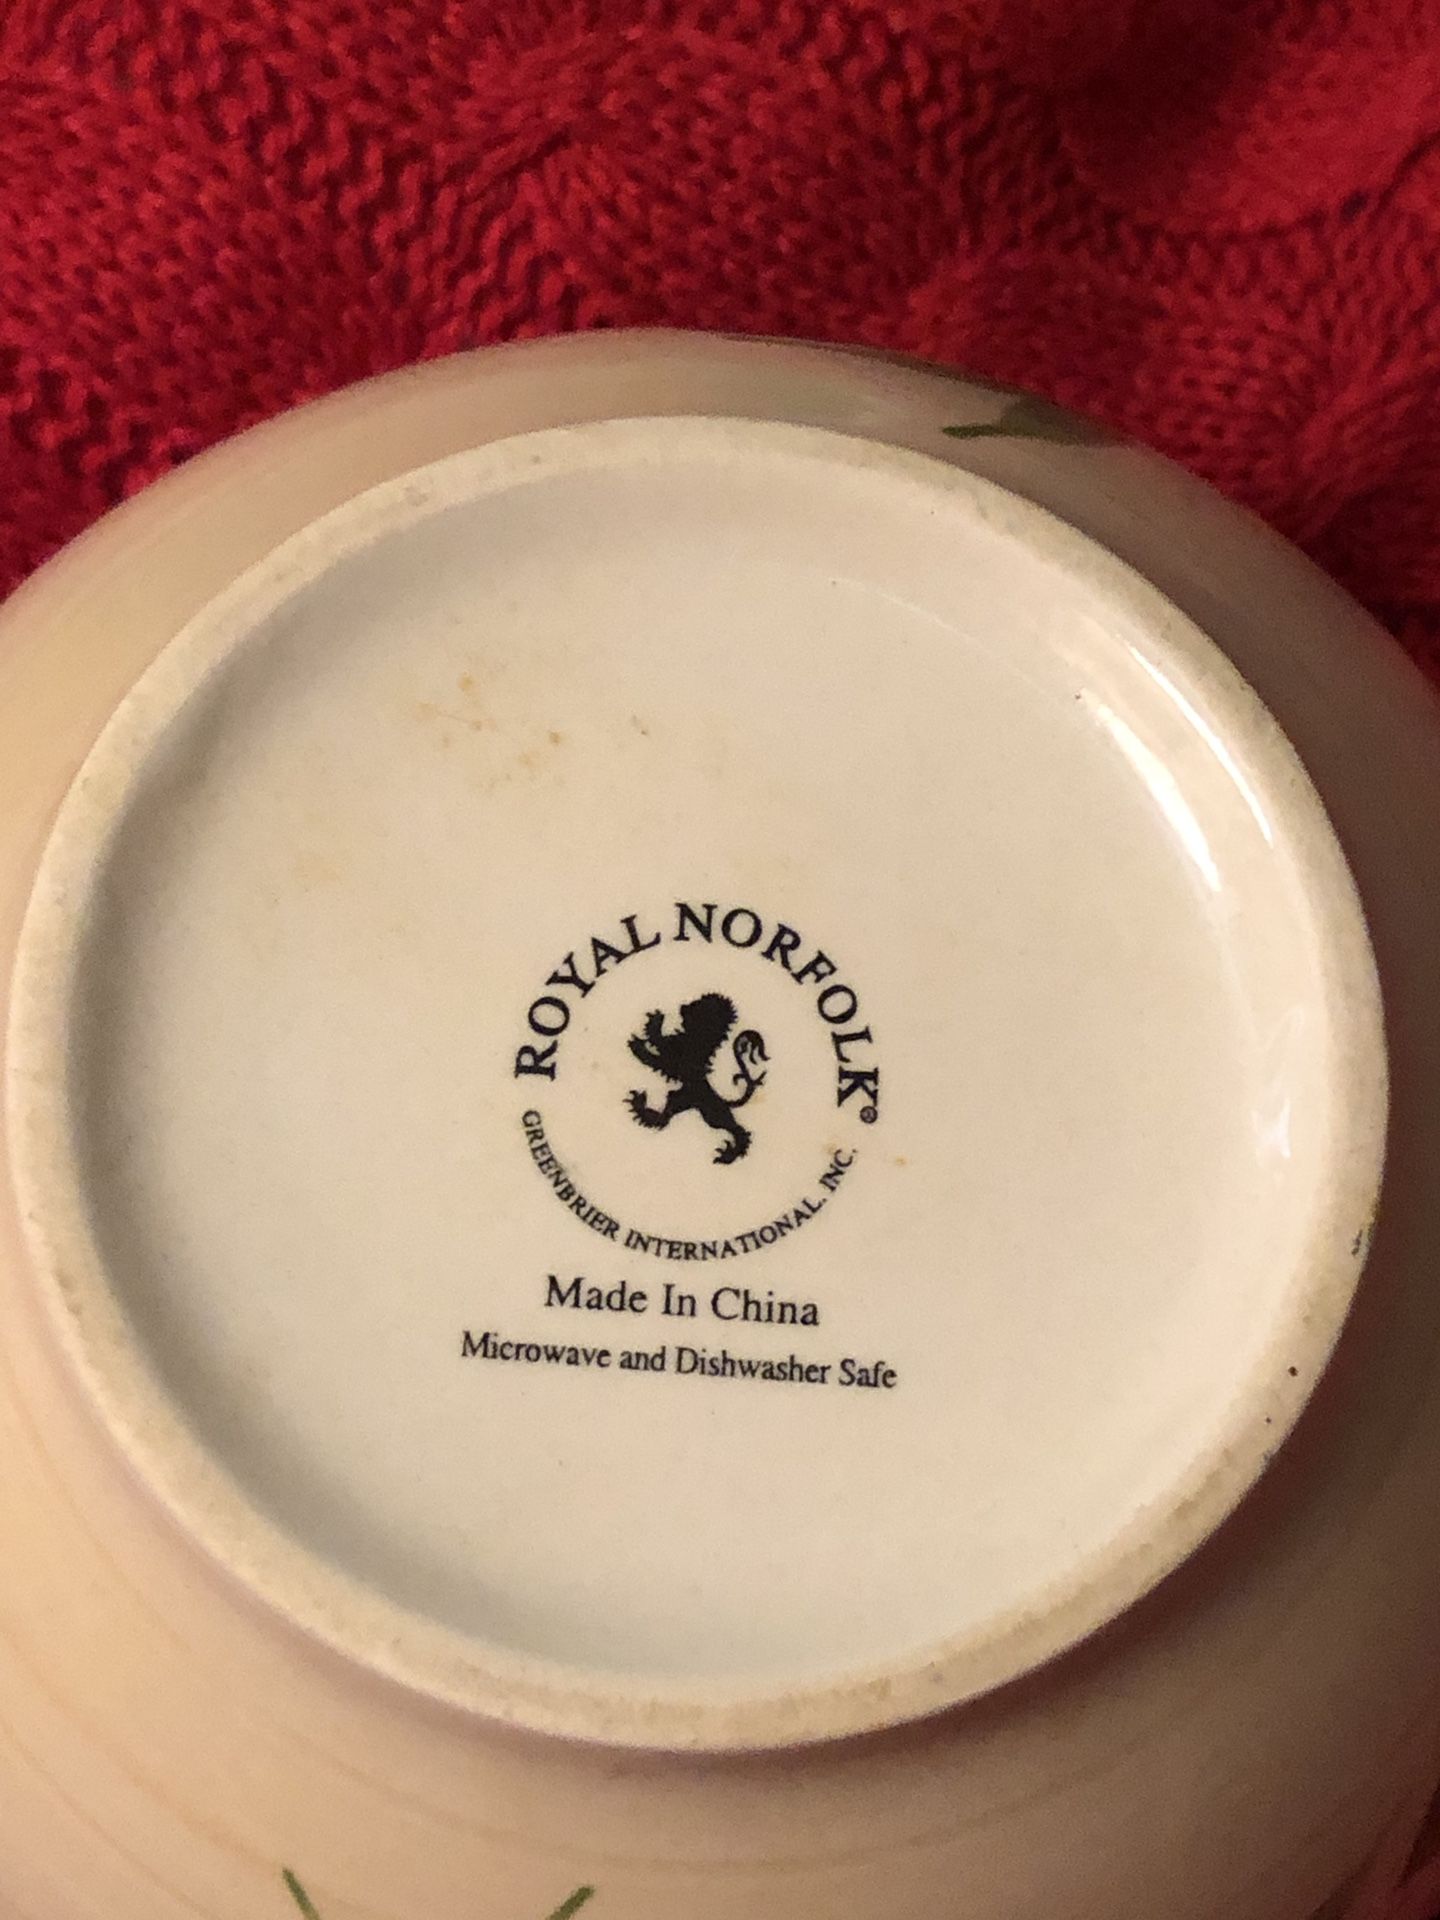 ROYAL NORFOLK®
GREENBRIER INTERNATIONAL, INC.
Made In China
Microwave and Dishwasher Safe